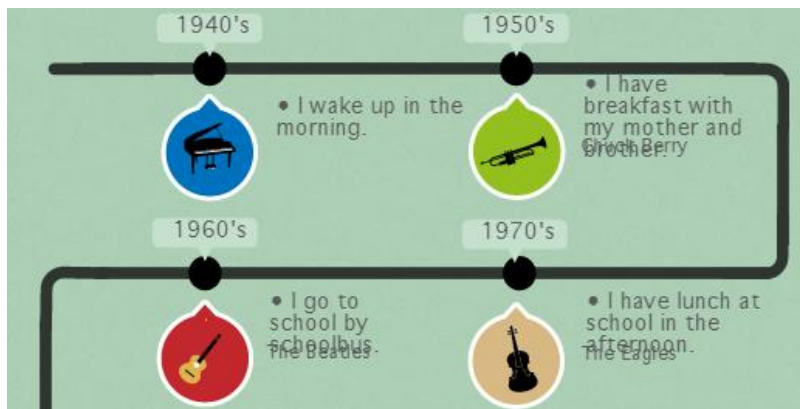 1940's
1950's
• I wake up in the
morning.
• I have
breakfast with
my mother and
brother.
Chuck Berry
1960's
1970's
• I go to
school by
schoolbus.
The Beatles
• I have lunch at
school in the
afternoon.
The Eagles